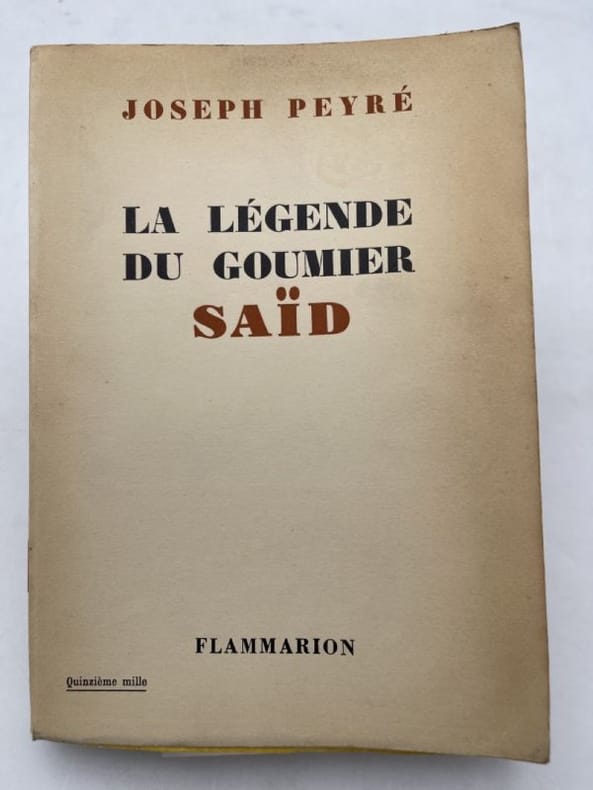 JOSEPH PEYRÉ
LA LÉGENDE
DU GOUMIER
SAÏD
FLAMMARION
Quinzième mille